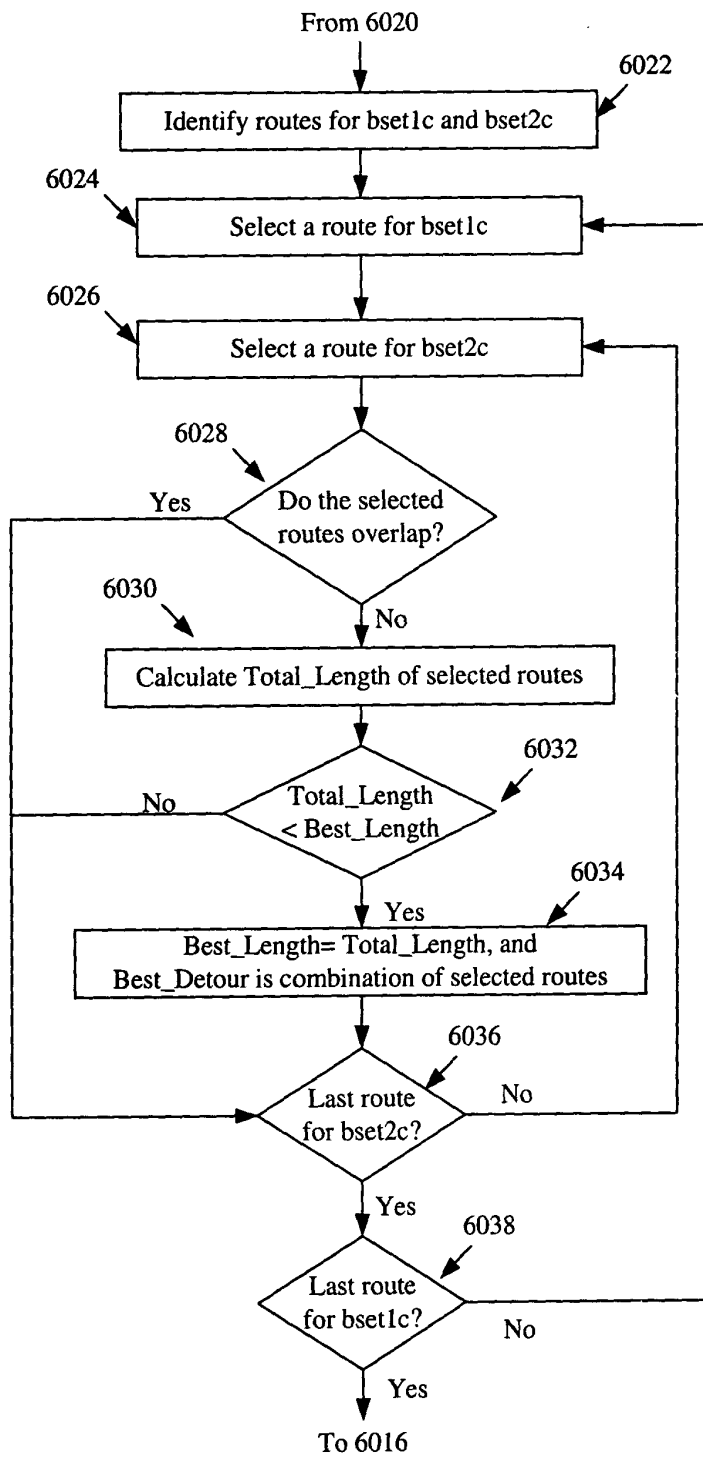 From 6020
6022
Identify routes for bset1c and bset2c
6024
Select a route for bset1c
6026
Select a route for bset2c
6028
Yes
Do the selected
routes overlap?
6030
No
Calculate Total_Length of selected routes
6032
No
Total_Length
< Best_Length
6034
Yes
Best_Length= Total_Length, and
Best_Detour is combination of selected routes
6036
Last route
for bset2c?
No
Yes
6038
Last route
for bset1c?
No
Yes
To 6016